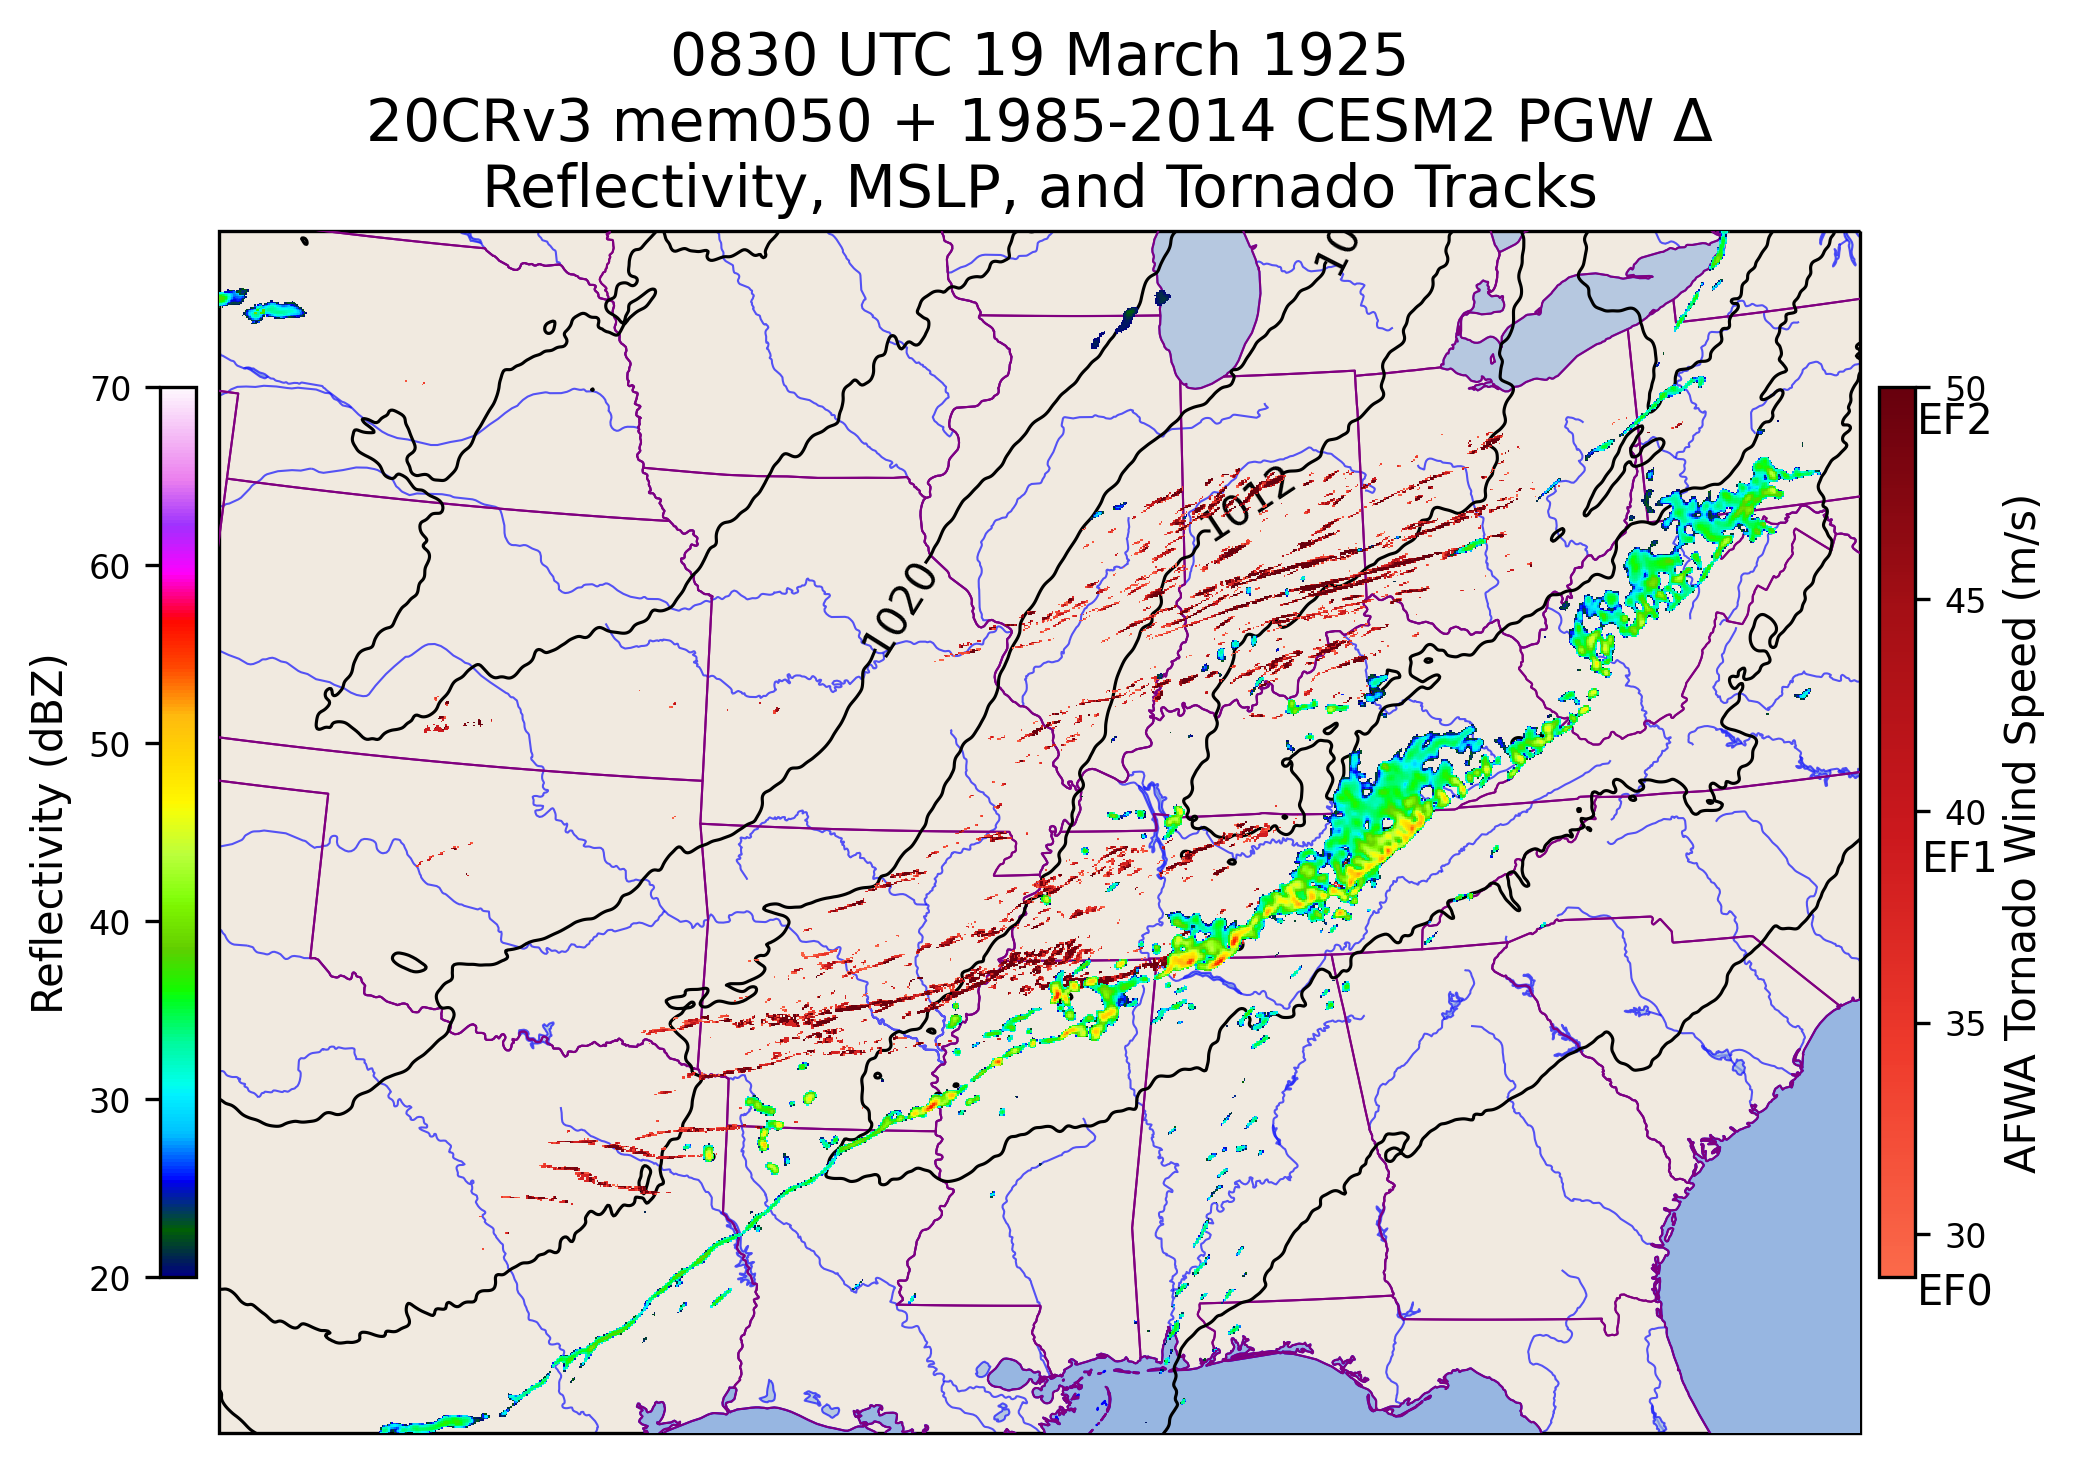 0830 UTC 19 March 1925
20CRv3 mem050 + 1985-2014 CESM2 PGW Δ
Reflectivity, MSLP, and Tornado Tracks
10
70
60
50
40
30
20
Reflectivity (dBZ)
1012
1020
50
EF2
45
40
EF1
35
30
EF0
AFWA Tornado Wind Speed (m/s)